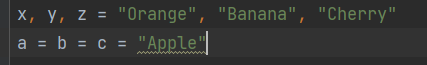 x, y, z = "Orange", "Banana", "Cherry"
a = b = c = "Apple"